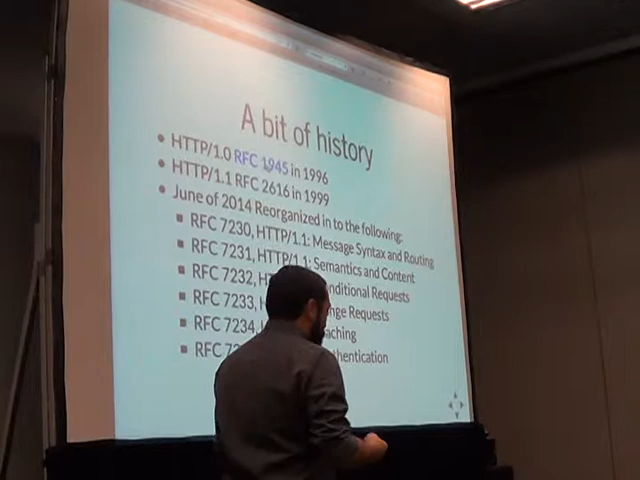 A bit of history
HTTP/1.0 RFC 1945 in 1996
HTTP/1.1 RFC 2616 in 1999
June of 2014 Reorganized in to the following:
RFC 7230, HTTP/1.1: Message Syntax and Routing
RFC 7231, HTTP/1.1: Semantics and Content
RFC 7232, nditional Requests
RFC 7233, nge Requests
RFC 7234, aching
RFC thentication